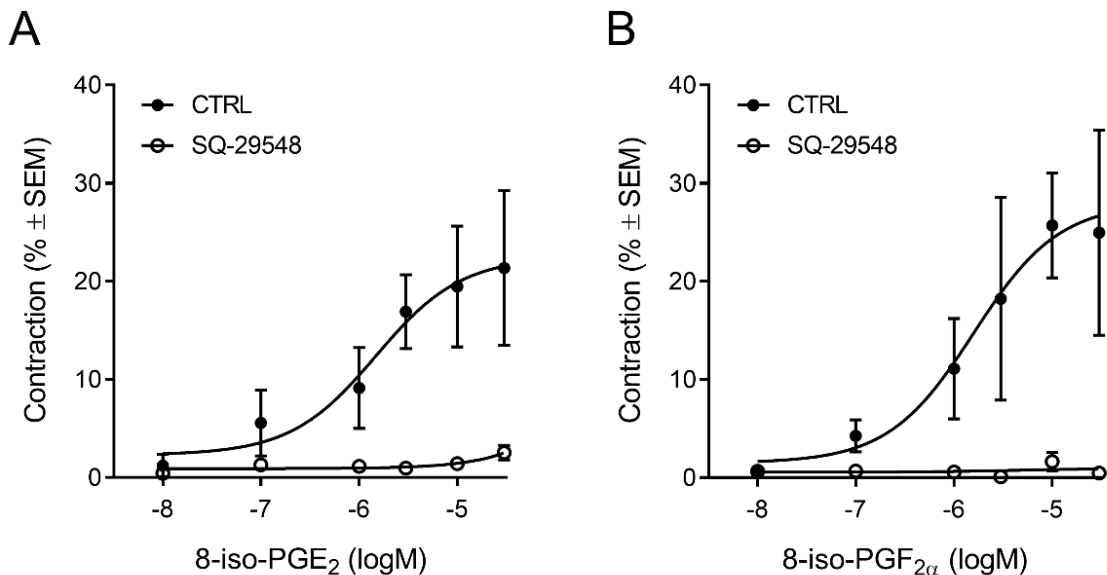 A
40
30
20
10
0
Contraction (% ± SEM)
CTRL
SQ-29548
-8 -7 -6 -5
8-iso-PGE₂ (logM)
B
40
30
20
10
0
Contraction (% ± SEM)
CTRL
SQ-29548
-8 -7 -6 -5
8-iso-PGF₂α (logM)